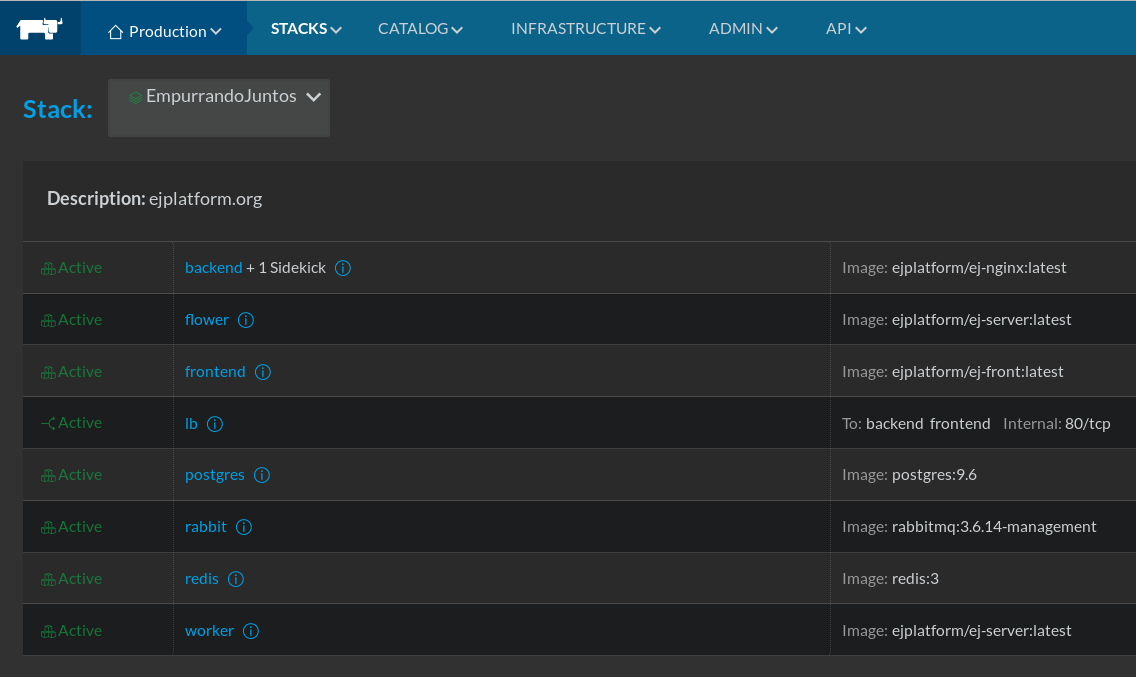 Production STACKS CATALOG INFRASTRUCTURE ADMIN API
Stack: EmpurrandoJuntos
Description: ejplatform.org
Active backend + 1 Sidekick Image: ejplatform/ej-nginx:latest
Active flower Image: ejplatform/ej-server:latest
Active frontend Image: ejplatform/ej-front:latest
Active lb To: backend frontend Internal: 80/tcp
Active postgres Image: postgres:9.6
Active rabbit Image: rabbitmq:3.6.14-management
Active redis Image: redis:3
Active worker Image: ejplatform/ej-server:latest